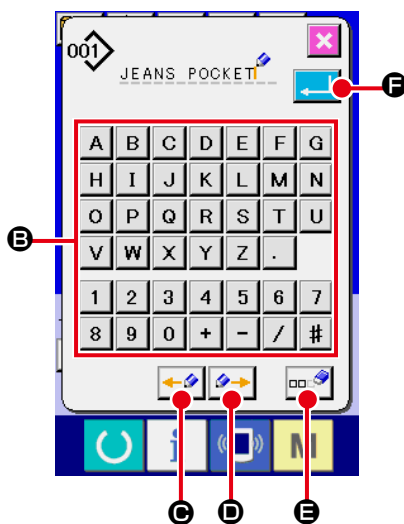 001
JEANS POCKET
F
A B C D E F G
H I J K L M N
O P Q R S T U
B
V W X Y Z .
1 2 3 4 5 6 7
8 9 0 + - / #
i M
C D E